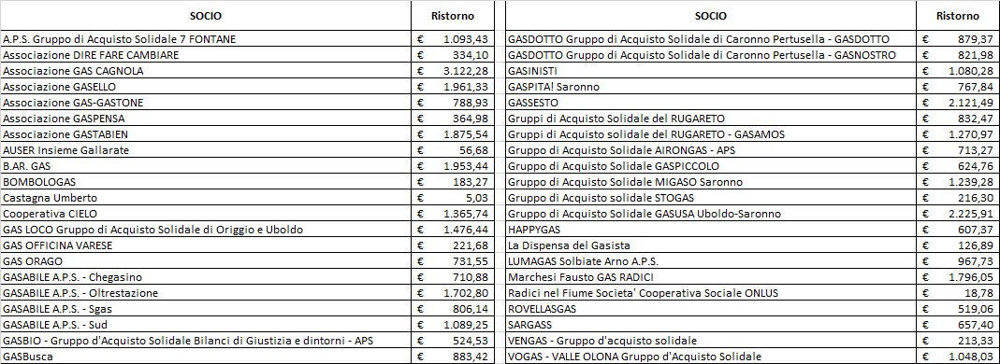 SOCIO Ristorno
A.P.S. Gruppo di Acquisto Solidale 7 FONTANE € 1.093,43
Associazione DIRE FARE CAMBIARE € 334,10
Associazione GAS CAGNOLA € 3.122,28
Associazione GASELLO € 1.961,33
Associazione GAS-GASTONE € 788,93
Associazione GASPENSA € 364,98
Associazione GASTABIEN € 1.875,54
AUSER Insieme Gallarate € 56,68
B.AR. GAS € 1.953,44
BOMBOLOGAS € 183,27
Castagna Umberto € 5,03
Cooperativa CIELO € 1.365,74
GAS LOCO Gruppo di Acquisto Solidale di Origgio e Uboldo € 1.476,44
GAS OFFICINA VARESE € 221,68
GAS ORAGO € 731,55
GASABILE A.P.S. - Chegasino € 710,88
GASABILE A.P.S. - Oltrestazione € 1.702,80
GASABILE A.P.S. - Sgas € 806,14
GASABILE A.P.S. - Sud € 1.089,25
GASBIO - Gruppo d'Acquisto Solidale Bilanci di Giustizia e dintorni - APS € 524,53
GASBusca € 883,42
SOCIO Ristorno
GASDOTTO Gruppo di Acquisto Solidale di Caronno Pertusella - GASDOTTO € 879,37
GASDOTTO Gruppo di Acquisto Solidale di Caronno Pertusella - GASNOSTRO € 821,98
GASINISTI € 1.080,28
GASPITA! Saronno € 767,84
GASSESTO € 2.121,49
Gruppi di Acquisto Solidale del RUGARETO € 832,47
Gruppi di Acquisto solidale del RUGARETO - GASAMOS € 1.270,97
Gruppo di Acquisto Solidale AIRONGAS - APS € 713,27
Gruppo di Acquisto Solidale GASPICCOLO € 624,76
Gruppo di Acquisto Solidale MIGASO Saronno € 1.239,28
Gruppo di Acquisto solidale STOGAS € 216,30
Gruppo di Acquisto Solidale GASUSA Uboldo-Saronno € 2.225,91
HAPPYGAS € 607,37
La Dispensa del Gasista € 126,89
LUMAGAS Solbiate Arno A.P.S. € 967,73
Marchesi Fausto GAS RADICI € 1.796,05
Radici nel Fiume Societa' Cooperativa Sociale ONLUS € 18,78
ROVELLASGAS € 519,06
SARGASS € 657,40
VENGAS - Gruppo d'acquisto solidale € 213,33
VOGAS - VALLE OLONA Gruppo d'Acquisto Solidale € 1.048,03